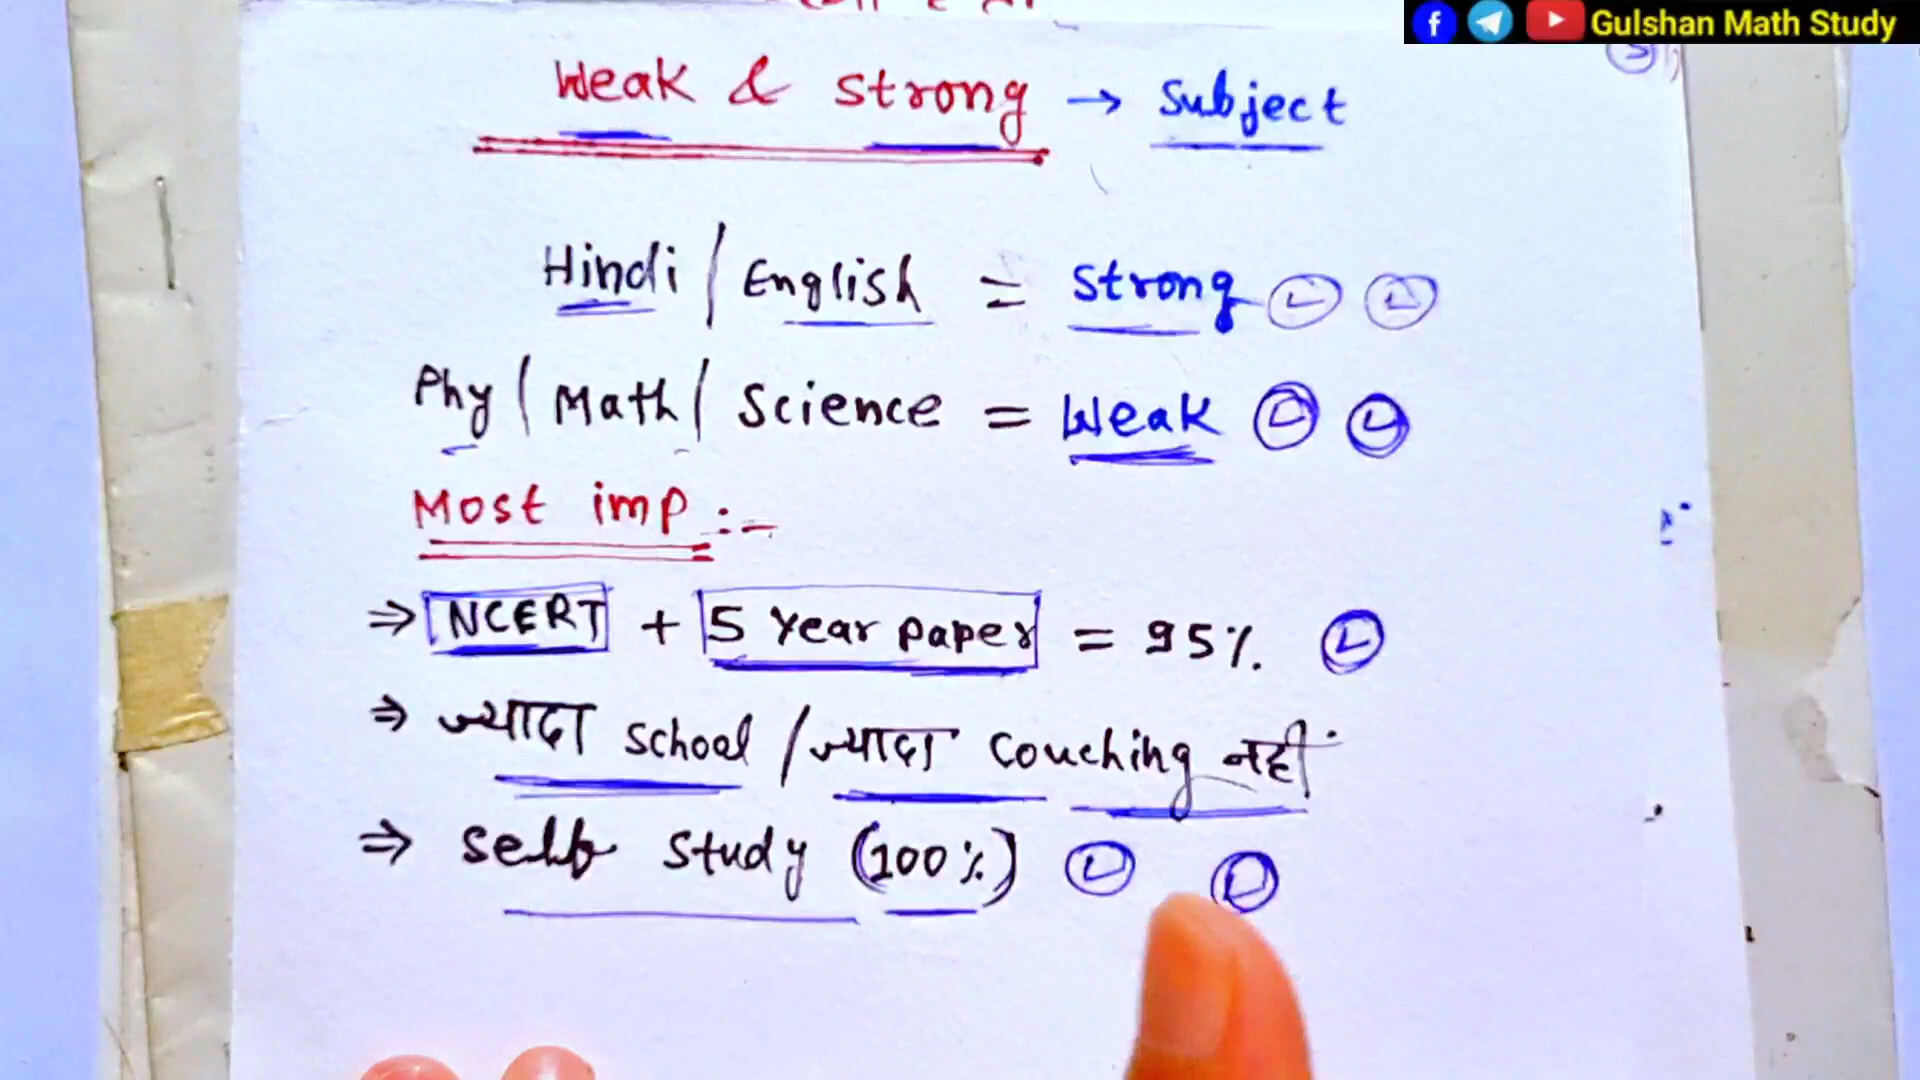 Gulshan Math Study
Weak & strong → Subject
Hindi / English = strong
Phy / Math / Science = Weak
Most imp :-
⇒ NCERT + 5 Year paper = 95%
⇒ ज्यादा school / ज्यादा couching नहीं
⇒ self study (100%)